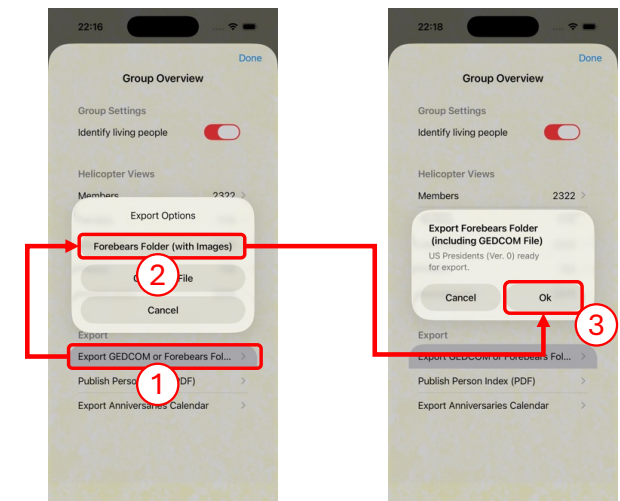 22:16
Done
Group Overview
Group Settings
Identify living people
Helicopter Views
Members 2322
Export Options
Forebears Folder (with Images)
2
File
Cancel
Export
Export GEDCOM or Forebears Fol...
1
Publish Perso DF)
Export Anniversaries Calendar
22:18
Done
Group Overview
Group Settings
Identify living people
Helicopter Views
Members 2322
Export Forebears Folder
(including GEDCOM File)
US Presidents (Ver. 0) ready
for export.
Cancel Ok
3
Export
Export GEDCOM or Forebears Fol...
Publish Person Index (PDF)
Export Anniversaries Calendar